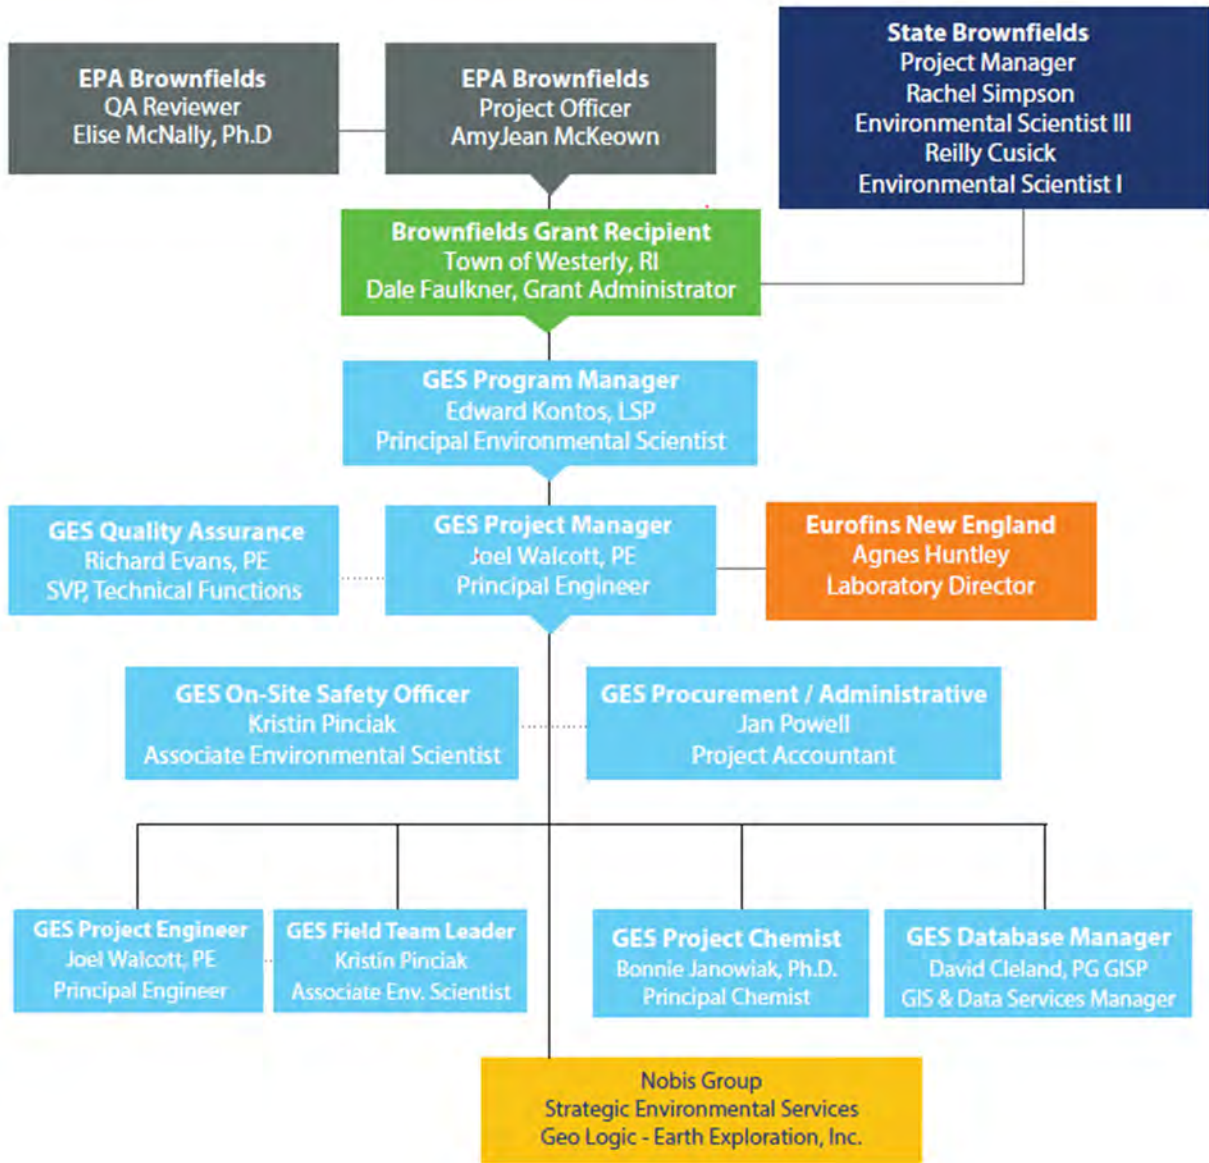 EPA Brownfields
QA Reviewer
Elise McNally, Ph.D
EPA Brownfields
Project Officer
AmyJean McKeown
State Brownfields
Project Manager
Rachel Simpson
Environmental Scientist III
Reilly Cusick
Environmental Scientist I
Brownfields Grant Recipient
Town of Westerly, RI
Dale Faulkner, Grant Administrator
GES Program Manager
Edward Kontos, LSP
Principal Environmental Scientist
GES Quality Assurance
Richard Evans, PE
SVP, Technical Functions
GES Project Manager
Joel Walcott, PE
Principal Engineer
Eurofins New England
Agnes Huntley
Laboratory Director
GES On-Site Safety Officer
Kristin Pinciak
Associate Environmental Scientist
GES Procurement / Administrative
Jan Powell
Project Accountant
GES Project Engineer
Joel Walcott, PE
Principal Engineer
GES Field Team Leader
Kristin Pinciak
Associate Env. Scientist
GES Project Chemist
Bonnie Janowiak, Ph.D.
Principal Chemist
GES Database Manager
David Cleland, PG GISP
GIS & Data Services Manager
Nobis Group
Strategic Environmental Services
Geo Logic - Earth Exploration, Inc.